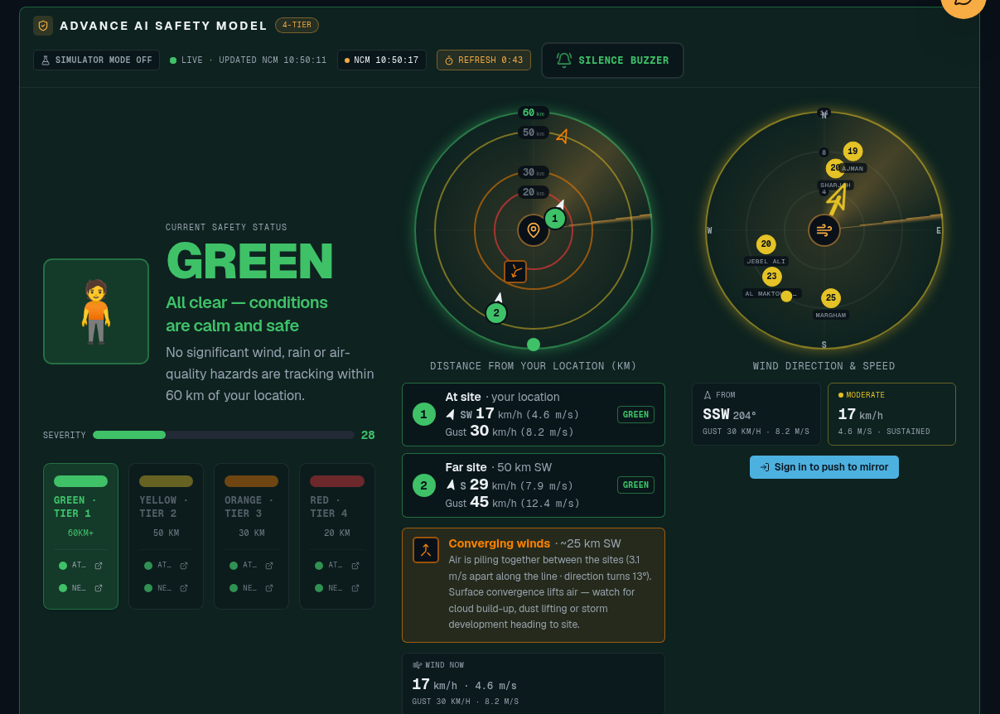 ADVANCE AI SAFETY MODEL 4-TIER
SIMULATOR MODE OFF
LIVE · UPDATED NCM 10:50:11
NCM 10:50:17
REFRESH 0:43
SILENCE BUZZER
CURRENT SAFETY STATUS
GREEN
All clear — conditions
are calm and safe
No significant wind, rain or air-
quality hazards are tracking within
60 km of your location.
SEVERITY 28
GREEN ·
TIER 1
60KM+
AT…
NE…
YELLOW ·
TIER 2
50 KM
AT…
NE…
ORANGE ·
TIER 3
30 KM
AT…
NE…
RED ·
TIER 4
20 KM
AT…
NE…
60 km
50 km
30 km
20 km
1
2
DISTANCE FROM YOUR LOCATION (KM)
1
At site · your location
SW 17 km/h (4.6 m/s)
Gust 30 km/h (8.2 m/s)
GREEN
2
Far site · 50 km SW
S 29 km/h (7.9 m/s)
Gust 45 km/h (12.4 m/s)
GREEN
Converging winds · ~25 km SW
Air is piling together between the sites (3.1
m/s apart along the line · direction turns 13°).
Surface convergence lifts air — watch for
cloud build-up, dust lifting or storm
development heading to site.
WIND NOW
17 km/h · 4.6 m/s
GUST 30 KM/H · 8.2 M/S
N
8
19
AJMAN
4
W
E
20
JEBEL ALI
23
25
MARGHAM
S
WIND DIRECTION & SPEED
FROM
SSW 204°
GUST 30 KM/H · 8.2 M/S
MODERATE
17 km/h
4.6 M/S · SUSTAINED
Sign in to push to mirror